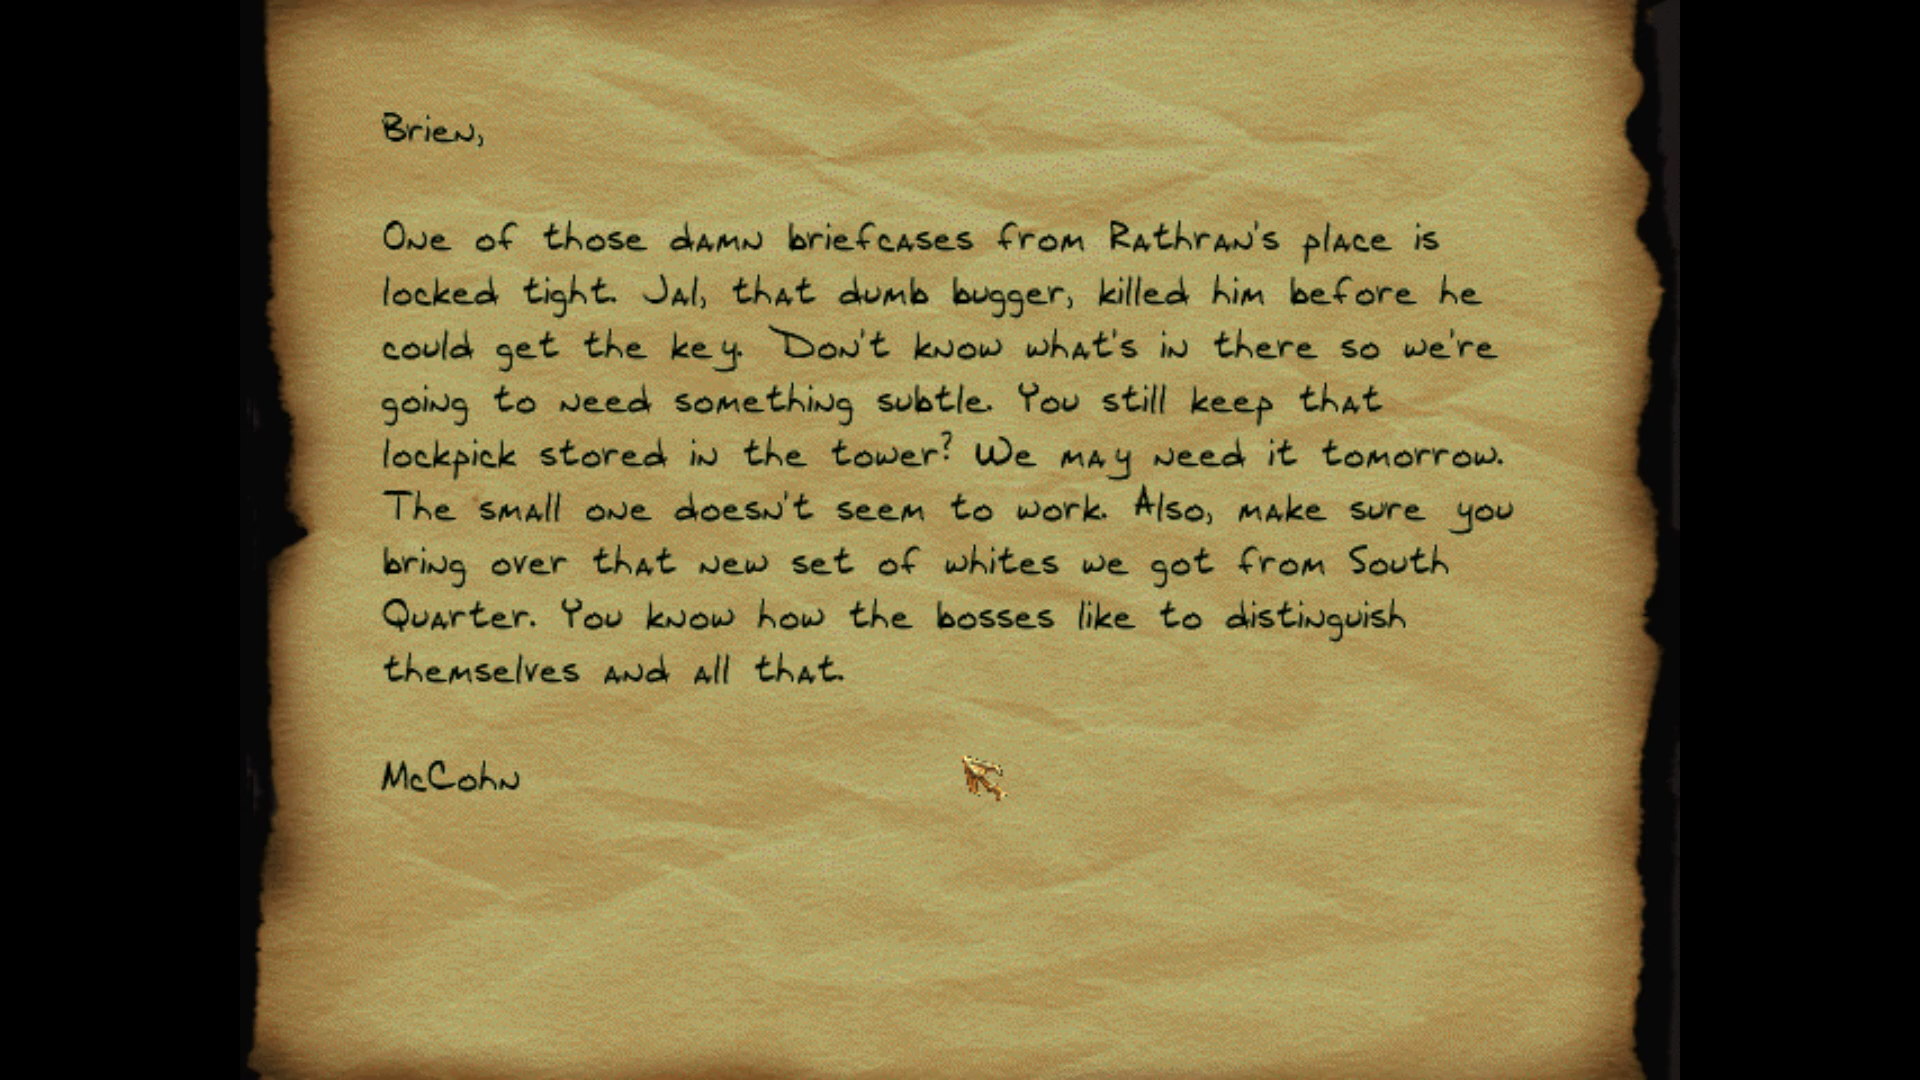 Brien,
One of those damn briefcases from Rathran's place is
locked tight. Jal, that dumb bugger, killed him before he
could get the key. Don't know what's in there so we're
going to need something subtle. You still keep that
lockpick stored in the tower? We may need it tomorrow.
The small one doesn't seem to work. Also, make sure you
bring over that new set of whites we got from South
Quarter. You know how the bosses like to distinguish
themselves and all that.
McCohn